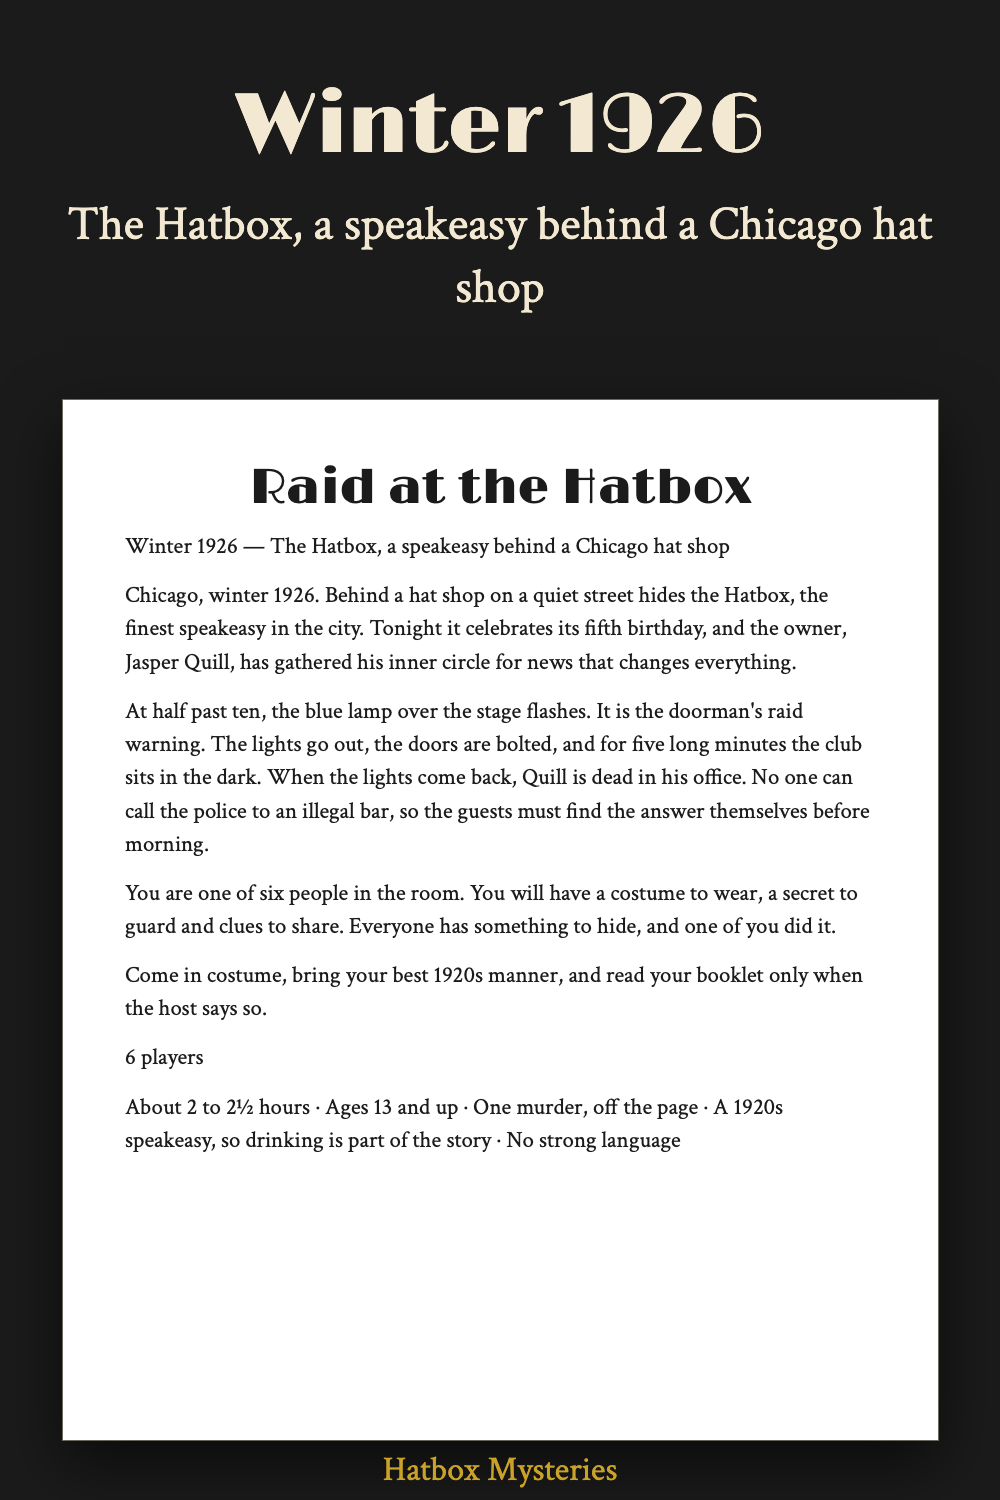 Winter 1926
The Hatbox, a speakeasy behind a Chicago hat
shop
Raid at the Hatbox
Winter 1926 — The Hatbox, a speakeasy behind a Chicago hat shop
Chicago, winter 1926. Behind a hat shop on a quiet street hides the Hatbox, the
finest speakeasy in the city. Tonight it celebrates its fifth birthday, and the owner,
Jasper Quill, has gathered his inner circle for news that changes everything.
At half past ten, the blue lamp over the stage flashes. It is the doorman's raid
warning. The lights go out, the doors are bolted, and for five long minutes the club
sits in the dark. When the lights come back, Quill is dead in his office. No one can
call the police to an illegal bar, so the guests must find the answer themselves before
morning.
You are one of six people in the room. You will have a costume to wear, a secret to
guard and clues to share. Everyone has something to hide, and one of you did it.
Come in costume, bring your best 1920s manner, and read your booklet only when
the host says so.
6 players
About 2 to 2½ hours · Ages 13 and up · One murder, off the page · A 1920s
speakeasy, so drinking is part of the story · No strong language
Hatbox Mysteries